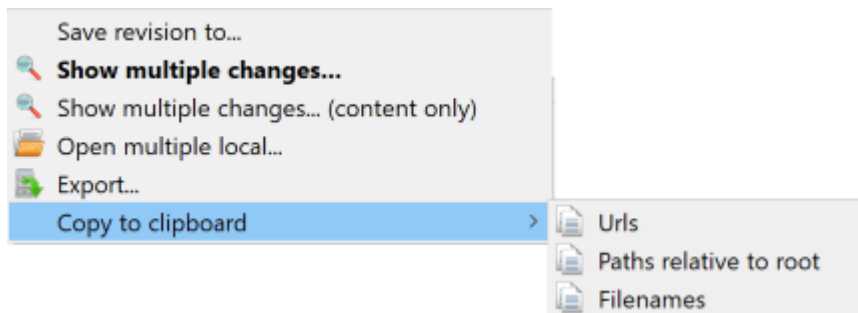 Save revision to...
Show multiple changes...
Show multiple changes... (content only)
Open multiple local...
Export...
Copy to clipboard
Urls
Paths relative to root
Filenames